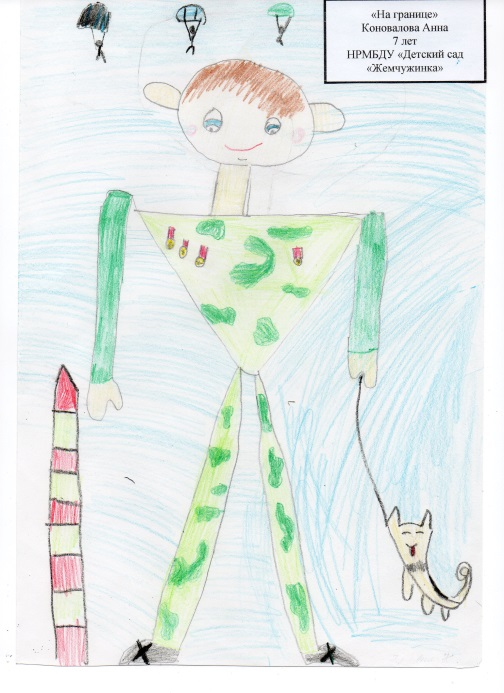 «На границе»
Коновалова Анна
7 лет
НРМБДУ «Детский сад
«Жемчужинка»